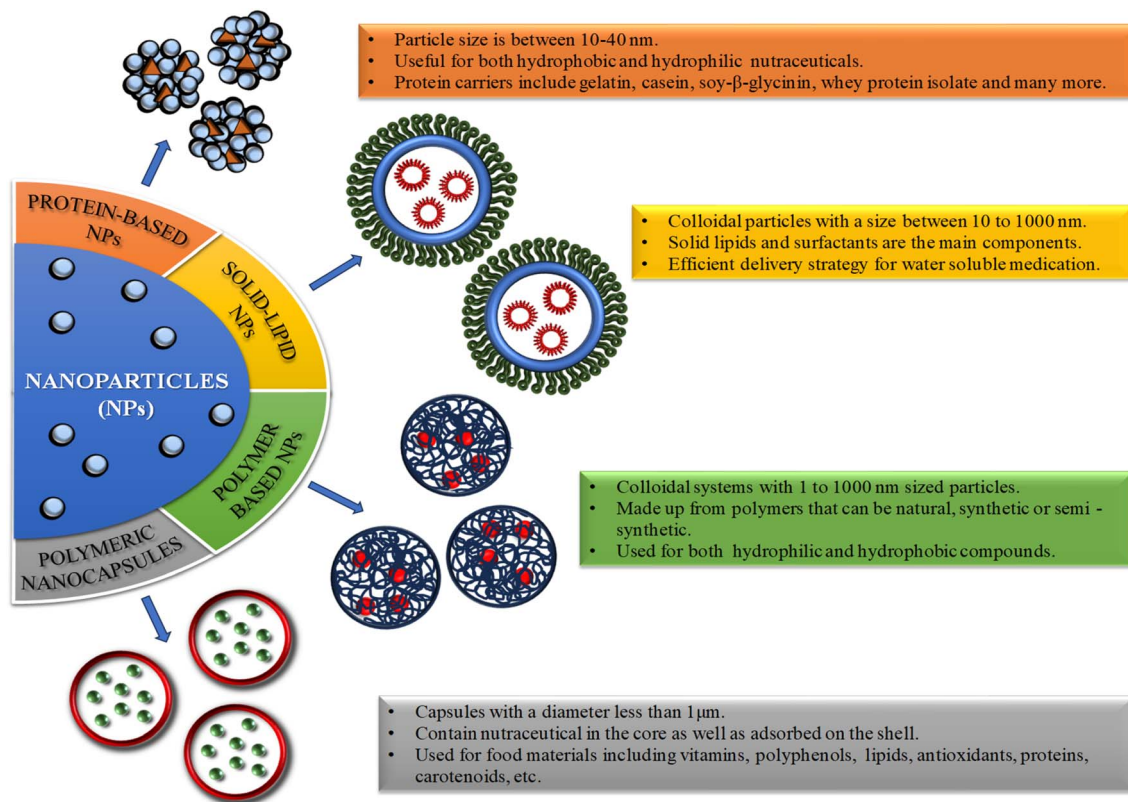 • Particle size is between 10-40 nm.
• Useful for both hydrophobic and hydrophilic nutraceuticals.
• Protein carriers include gelatin, casein, soy-β-glycinin, whey protein isolate and many more.
PROTEIN-BASED
NPs
SOLID-LIPID
NPs
• Colloidal particles with a size between 10 to 1000 nm.
• Solid lipids and surfactants are the main components.
• Efficient delivery strategy for water soluble medication.
NANOPARTICLES
(NPs)
POLYMER
BASED NPs
• Colloidal systems with 1 to 1000 nm sized particles.
• Made up from polymers that can be natural, synthetic or semi -
synthetic.
• Used for both hydrophilic and hydrophobic compounds.
POLYMERIC
NANOCAPSULES
• Capsules with a diameter less than 1μm.
• Contain nutraceutical in the core as well as adsorbed on the shell.
• Used for food materials including vitamins, polyphenols, lipids, antioxidants, proteins,
carotenoids, etc.